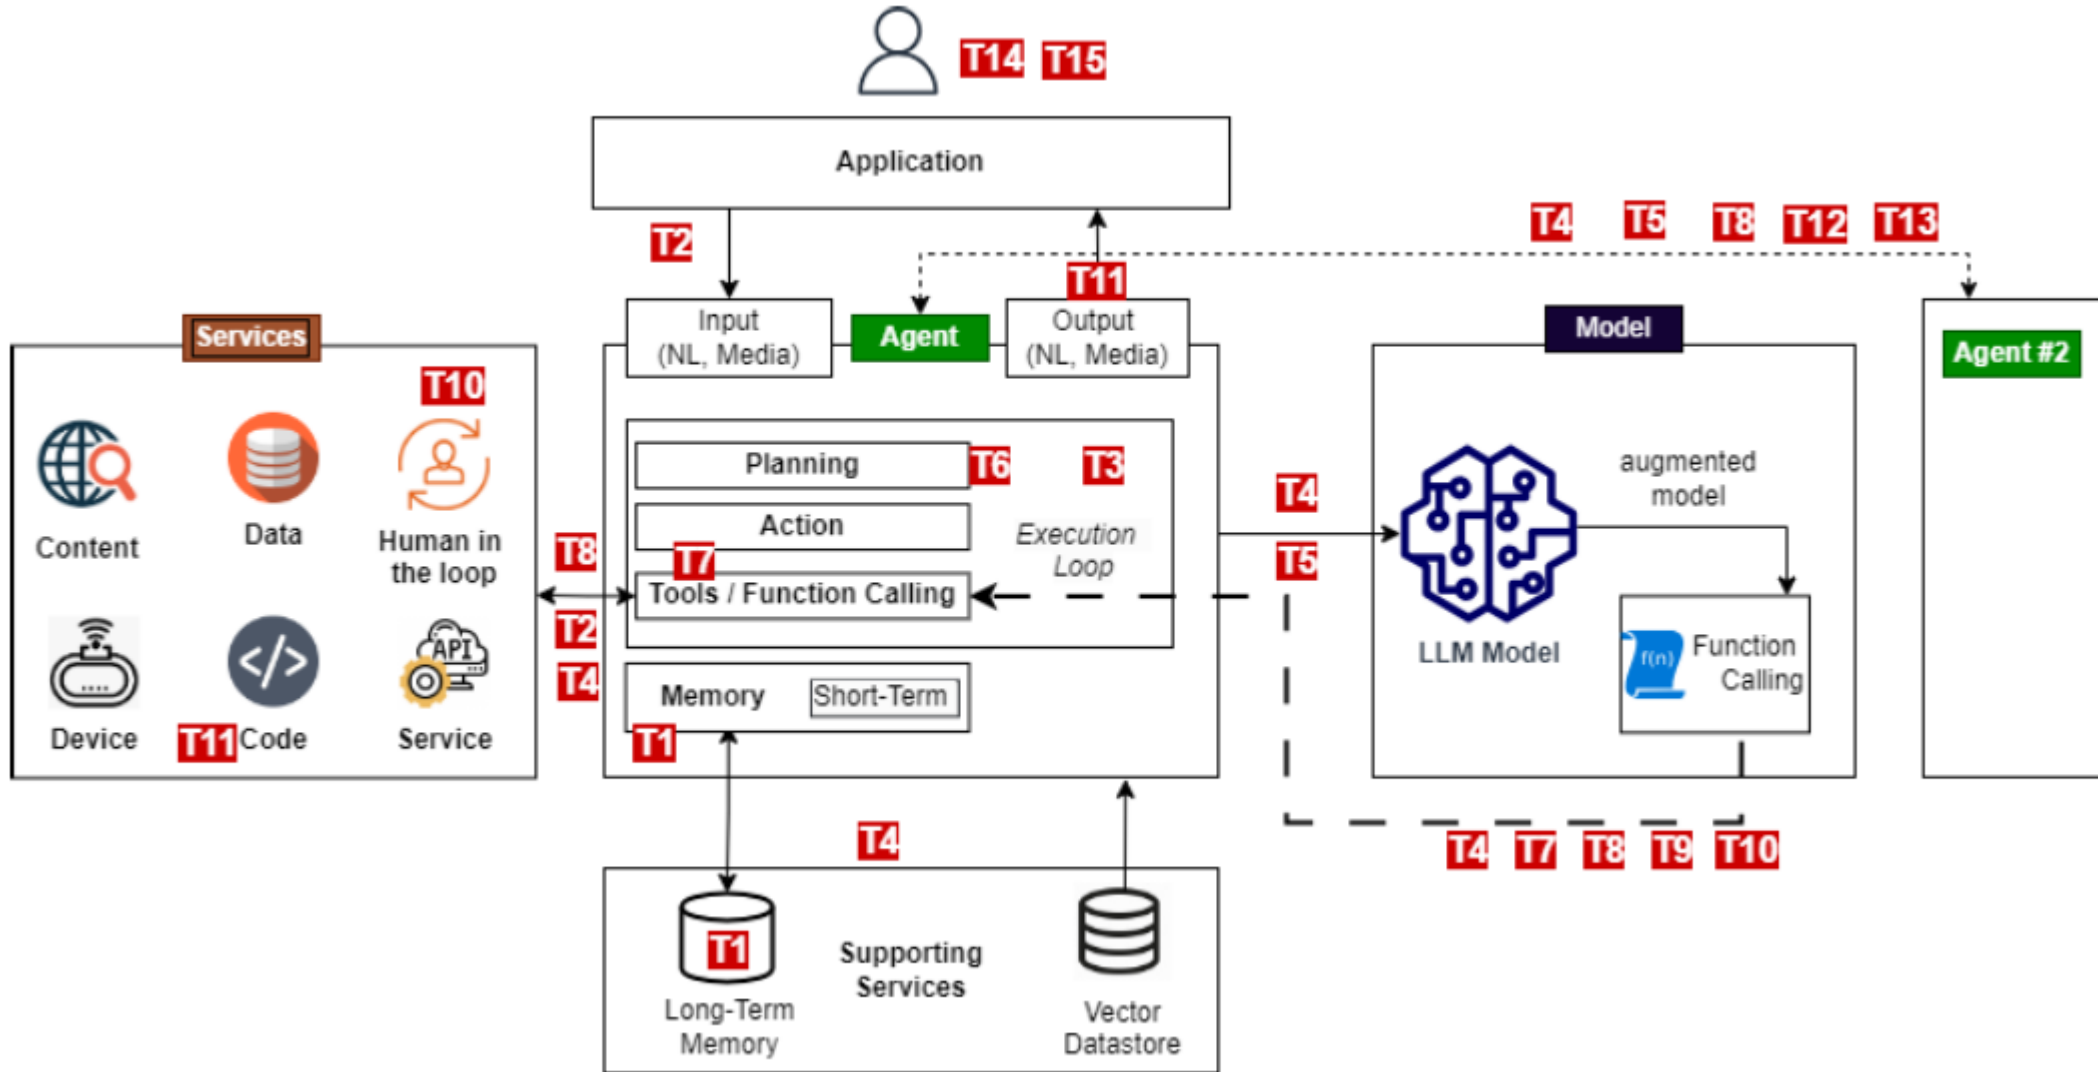 T14 T15
Application
T2
T11
T4 T5 T8 T12 T13
Services
T10
Content
Data
Human in
the loop
Device
T11 Code
API
Service
T8
T2
T4
Input
(NL, Media)
Agent
Output
(NL, Media)
Planning
T6
T3
Action
Execution
Loop
T7
Tools / Function Calling
Memory
Short-Term
T1
T4
T5
Model
augmented
model
LLM Model
f(n)
Function
Calling
Agent #2
T4 T7 T8 T9 T10
T4
T1
Long-Term
Memory
Supporting
Services
Vector
Datastore